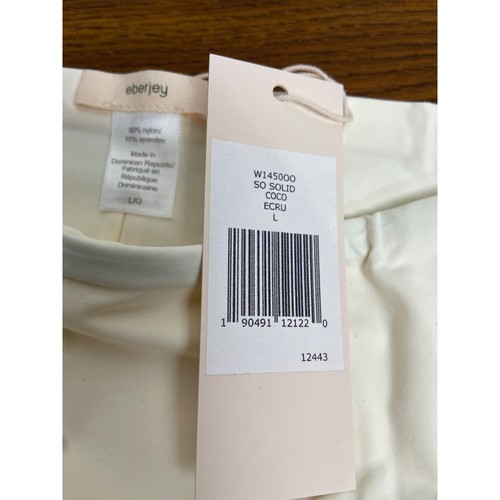 eberjey
90% nylon/
10% spandex
Made in
Dominican Republic/
Fabriqué en
République
Dominicaine
L/G
W14500O
SO SOLID
COCO
ECRU
L
1 90491 12122 0
12443